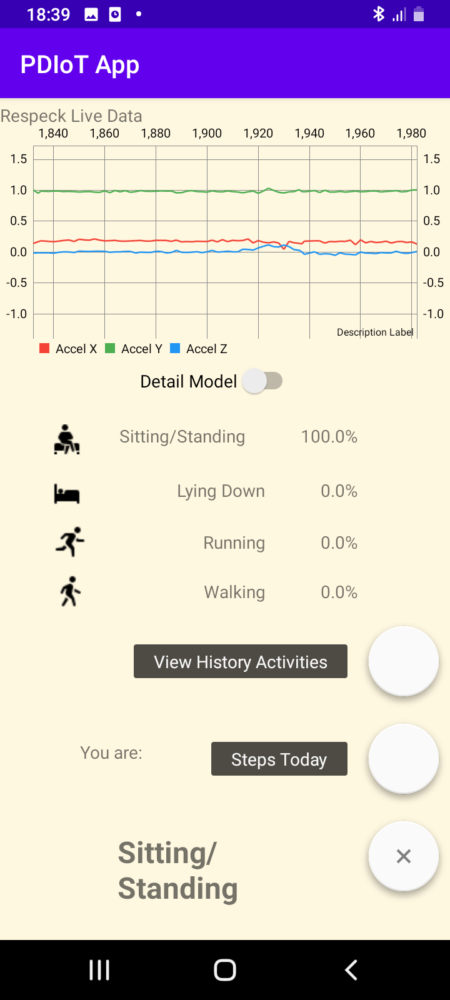 18:39
PDIoT App
Respeck Live Data
1,840 1,860 1,880 1,900 1,920 1,940 1,960 1,980
1.5 1.5
1.0 1.0
0.5 0.5
0.0 0.0
-0.5 -0.5
-1.0 -1.0
Description Label
Accel X Accel Y Accel Z
Detail Model
Sitting/Standing 100.0%
Lying Down 0.0%
Running 0.0%
Walking 0.0%
View History Activities
You are:
Steps Today
Sitting/
Standing